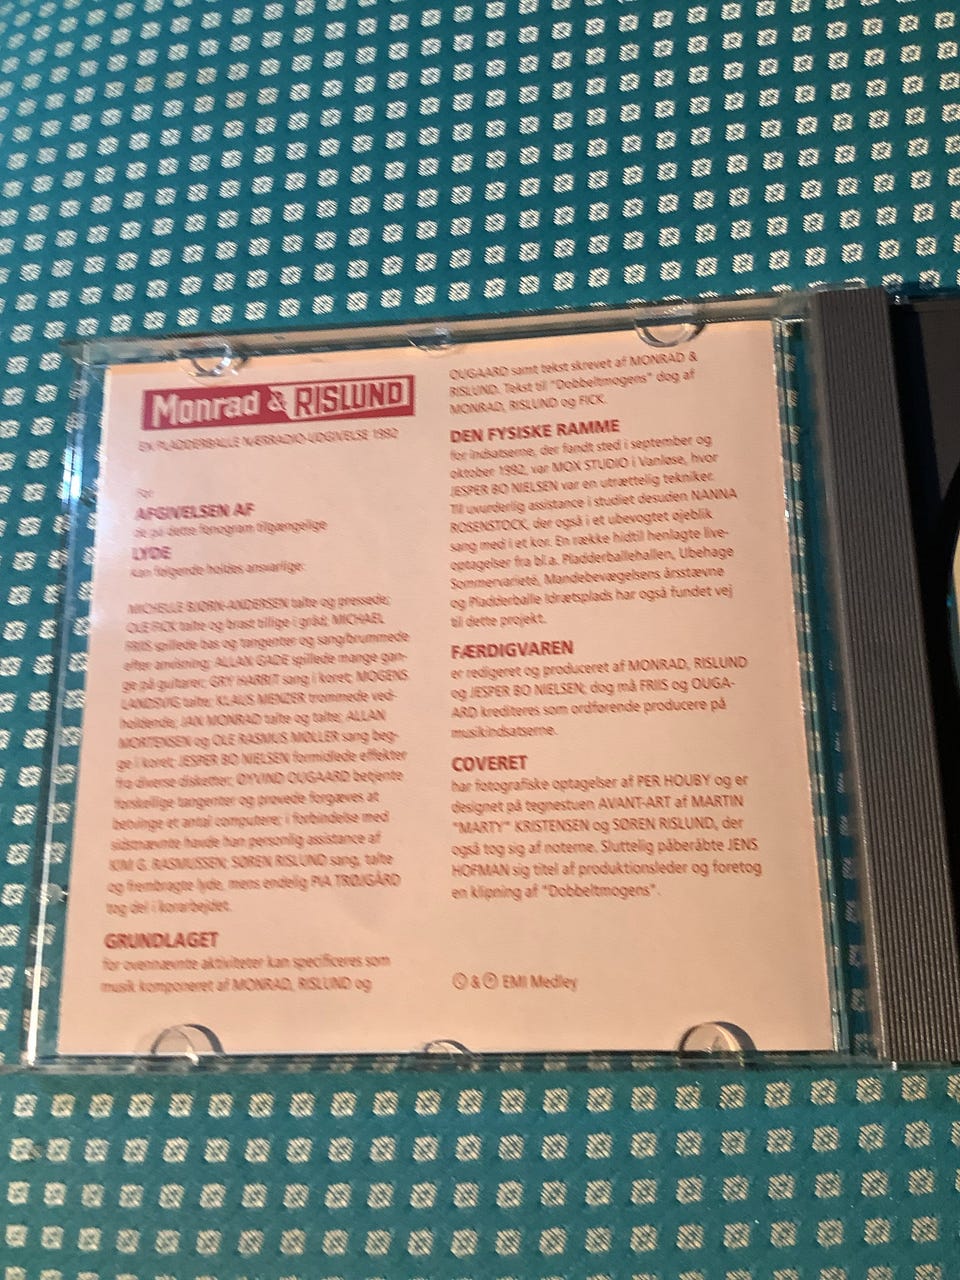 Monrad & RISLUND
EN PLADDERBALLE NÆRRADIO-UDGIVELSE 1992
For
AFGIVELSEN AF
de på dette fonogram tilgængelige
LYDE
kan følgende holdes ansvarlige:
MICHELLE BJØRN-ANDERSEN talte og pressede;
OLE FICK talte og brast tillige i gråd; MICHAEL
FRIIS spillede bas og tangenter og sang/brummede
efter anvisning; ALLAN GADE spillede mange gan-
ge på guitarer; GRY HARRIT sang i koret; MOGENS
LANDSVIG talte; KLAUS MENZER trommede ved-
holdende; JAN MONRAD talte og talte; ALLAN
MORTENSEN og OLE RASMUS MØLLER sang beg-
ge i koret; JESPER BO NIELSEN formidlede effekter
fra diverse disketter; ØYVIND OUGAARD betjente
forskellige tangenter og prøvede forgæves at
betvinge et antal computere; i forbindelse med
sidstnævnte havde han personlig assistance af
KIM G. RASMUSSEN; SØREN RISLUND sang, talte
og frembragte lyde, mens endelig PIA TRØJGÅRD
tog del i korarbejdet.
GRUNDLAGET
for ovennævnte aktiviteter kan specificeres som
musik komponeret af MONRAD, RISLUND og
OUGAARD samt tekst skrevet af MONRAD &
RISLUND. Tekst til "Dobbeltmogens" dog af
MONRAD, RISLUND og FICK.
DEN FYSISKE RAMME
for indsatserne, der fandt sted i september og
oktober 1992, var MOX STUDIO i Vanløse, hvor
JESPER BO NIELSEN var en utrættelig tekniker.
Til uvurderlig assistance i studiet desuden NANNA
ROSENSTOCK, der også i et ubevogtet øjeblik
sang med i et kor. En række hidtil henlagte live-
optagelser fra bl.a. Pladderballehallen, Ubehage
Sommervarieté, Mandebevægelsens årsstævne
og Pladderballe Idrætsplads har også fundet vej
til dette projekt.
FÆRDIGVAREN
er redigeret og produceret af MONRAD, RISLUND
og JESPER BO NIELSEN; dog må FRIIS og OUGA-
ARD krediteres som ordførende producere på
musikindsatserne.
COVERET
har fotografiske optagelser af PER HOUBY og er
designet på tegnestuen AVANT-ART af MARTIN
"MARTY" KRISTENSEN og SØREN RISLUND, der
også tog sig af noterne. Sluttelig påberåbte JENS
HOFMAN sig titel af produktionsleder og foretog
en klipning af "Dobbeltmogens".
Ⓒ & Ⓟ EMI Medley